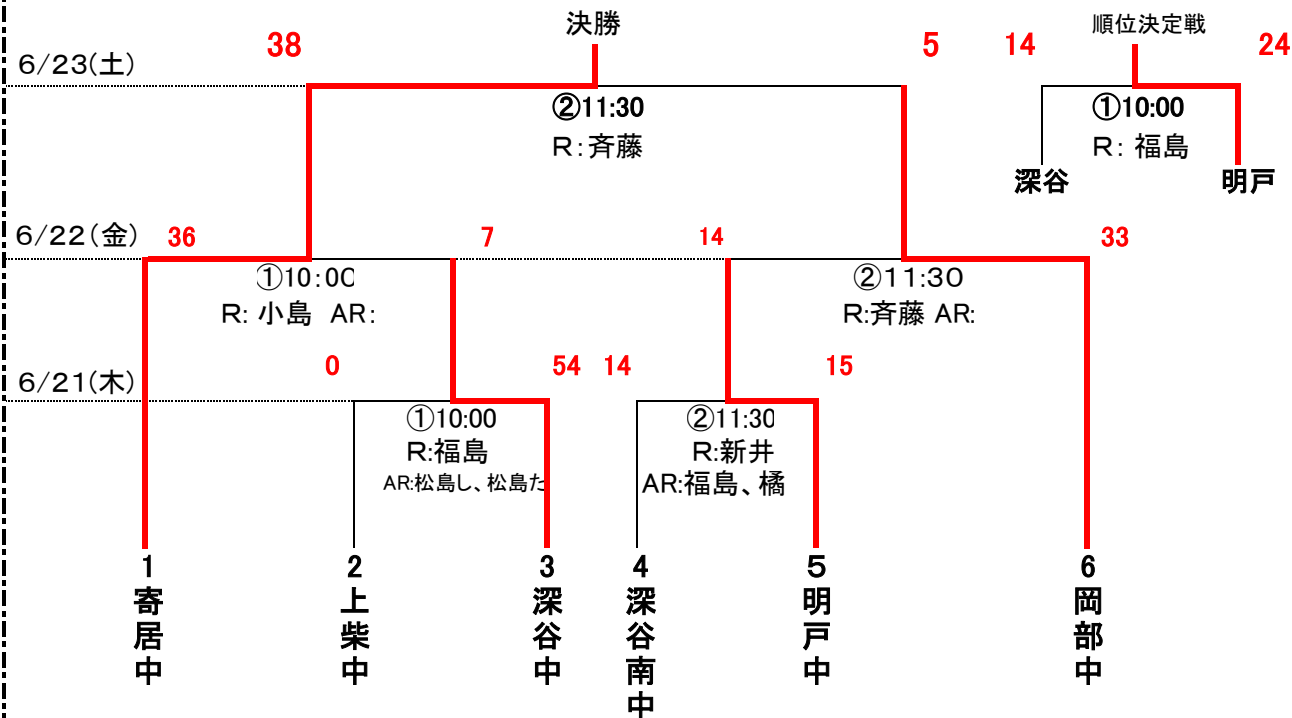 決勝
順位決定戦
38
5
14
24
6/23(土)
②11:30
R:斉藤
①10:00
R: 福島
深谷
明戸
6/22(金)
36
7
14
33
①10:00
R: 小島 AR:
②11:30
R:斉藤 AR:
6/21(木)
0
54
14
15
①10:00
R:福島
AR:松島し、松島た
②11:30
R:新井
AR:福島、橘
1
寄居中
2
上柴中
3
深谷中
4
深谷南中
5
明戸中
6
岡部中